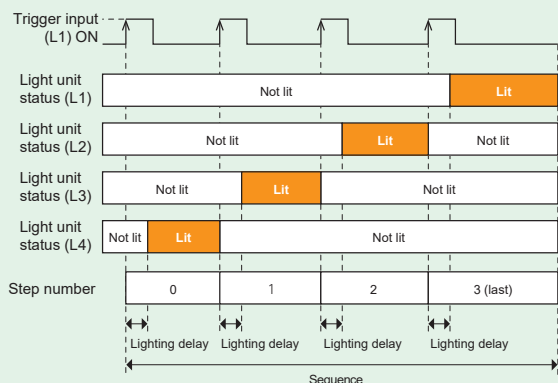 Trigger input
(L1) ON
Light unit
status (L1)
Not lit
Lit
Light unit
status (L2)
Not lit
Lit
Not lit
Light unit
status (L3)
Not lit
Lit
Not lit
Light unit
status (L4)
Not lit
Lit
Not lit
Step number
0
1
2
3 (last)
Lighting delay
Lighting delay
Lighting delay
Lighting delay
Sequence